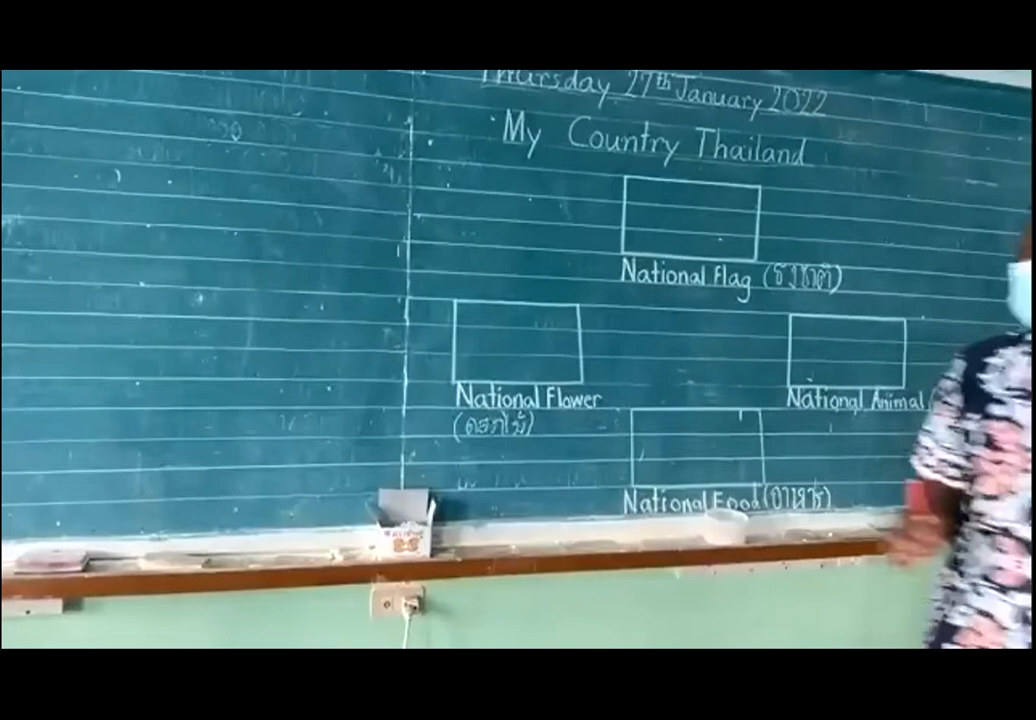 Thursday 27th January 2022
My Country Thailand
National Flag (ธงชาติ)
National Flower
(ดอกไม้)
National Animal
National Food (อาหาร)